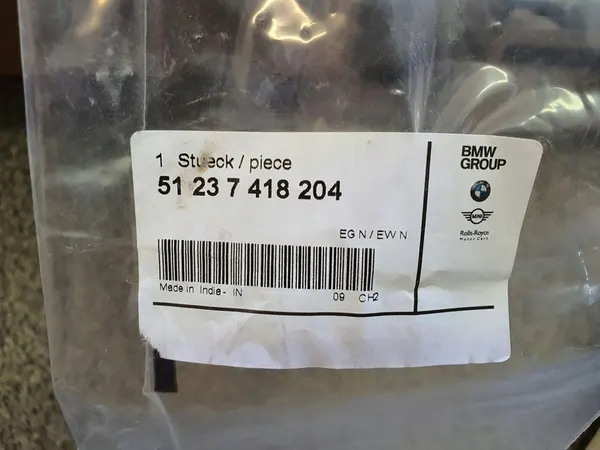 1 Stueck / piece
51 23 7 418 204
EG N / EW N
Made in India - IN 09 CH2
BMW
GROUP
MINI
Rolls-Royce
Motor Cars